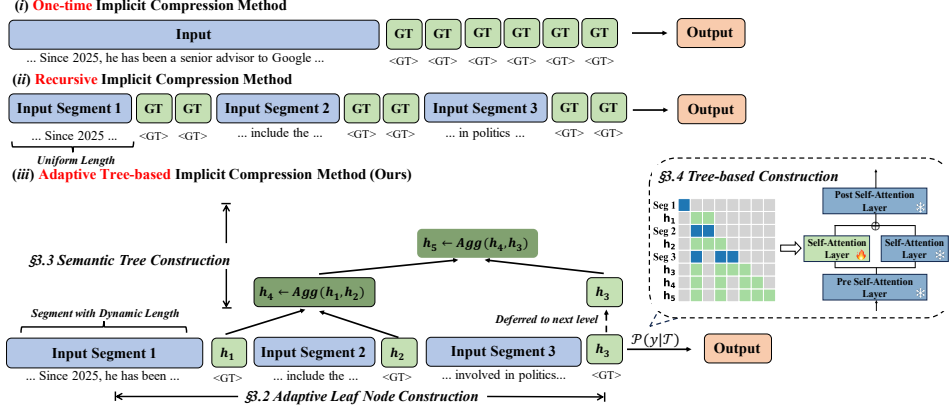 (i) One-time Implicit Compression Method
Input GT GT GT GT GT GT Output
... Since 2025, he has been a senior advisor to Google ... <GT> <GT> <GT> <GT> <GT> <GT>
(ii) Recursive Implicit Compression Method
Input Segment 1 GT GT Input Segment 2 GT GT Input Segment 3 GT GT Output
... Since 2025 ... <GT> <GT> ... include the ... <GT> <GT> ... in politics ... <GT> <GT>
Uniform Length
(iii) Adaptive Tree-based Implicit Compression Method (Ours)
§3.3 Semantic Tree Construction
h₅ ← Agg(h₄,h₃)
h₄ ← Agg(h₁,h₂)
h₃
Deferred to next level
Segment with Dynamic Length
Input Segment 1 h₁ Input Segment 2 h₂ Input Segment 3 h₃ 𝒫(y|𝒯) Output
... Since 2025, he has been ... <GT> ... include the ... <GT> ... involved in politics... <GT>
§3.2 Adaptive Leaf Node Construction
§3.4 Tree-based Construction
Seg 1
h₁
Seg 2
h₂
Seg 3
h₃
h₄
h₅
Post Self-Attention
Layer
Self-Attention
Layer
Self-Attention
Layer
Pre Self-Attention
Layer